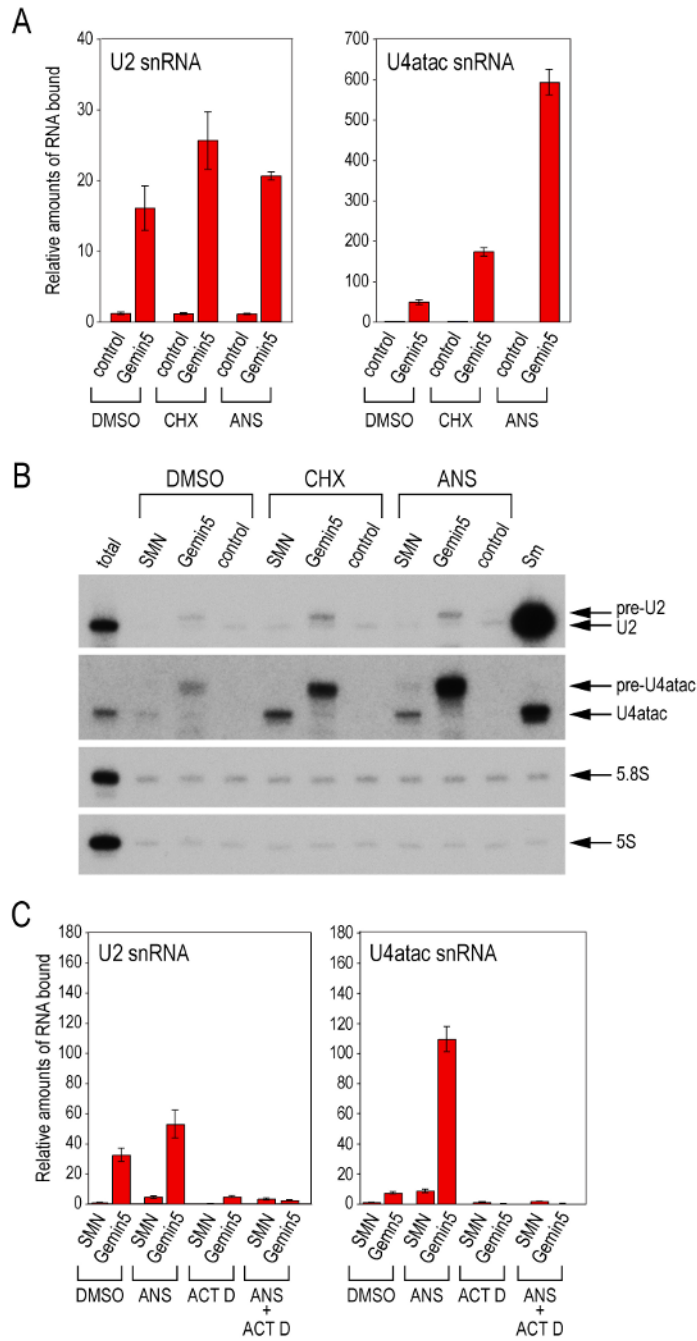 A
U2 snRNA
U4atac snRNA
Relative amounts of RNA bound
40
30
20
10
0
700
600
500
400
300
200
100
0
control Gemin5 control Gemin5 control Gemin5
DMSO CHX ANS
control Gemin5 control Gemin5 control Gemin5
DMSO CHX ANS
B
DMSO CHX ANS
total SMN Gemin5 control SMN Gemin5 control SMN Gemin5 control Sm
pre-U2
U2
pre-U4atac
U4atac
5.8S
5S
C
U2 snRNA
U4atac snRNA
Relative amounts of RNA bound
180
160
140
120
100
80
60
40
20
0
180
160
140
120
100
80
60
40
20
0
SMN Gemin5 SMN Gemin5 SMN Gemin5 SMN Gemin5
DMSO ANS ACT D ANS + ACT D
SMN Gemn5 SMN Gemin5 SMN Gemin5 SMN Gemin5
DMSO ANS ACT D ANS + ACT D